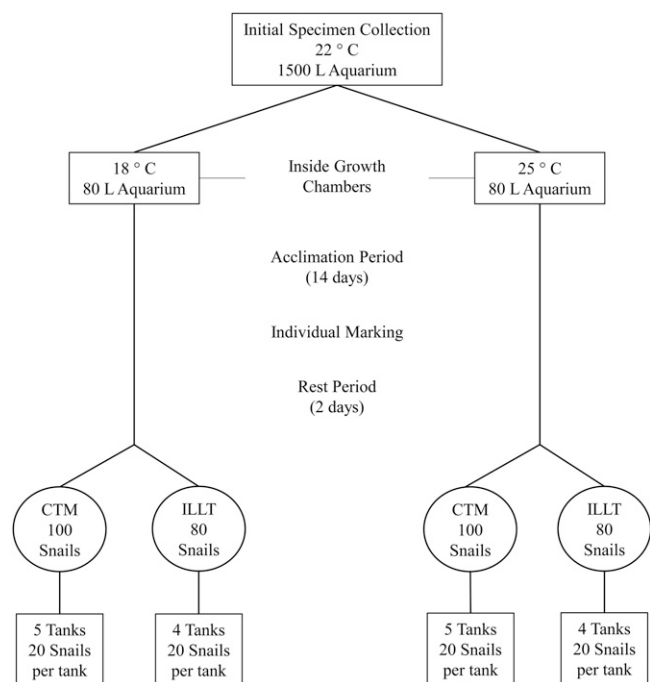 Initial Specimen Collection
22 ° C
1500 L Aquarium
18 ° C
80 L Aquarium
Inside Growth
Chambers
25 ° C
80 L Aquarium
Acclimation Period
(14 days)
Individual Marking
Rest Period
(2 days)
CTM
100
Snails
ILLT
80
Snails
CTM
100
Snails
ILLT
80
Snails
5 Tanks
20 Snails
per tank
4 Tanks
20 Snails
per tank
5 Tanks
20 Snails
per tank
4 Tanks
20 Snails
per tank